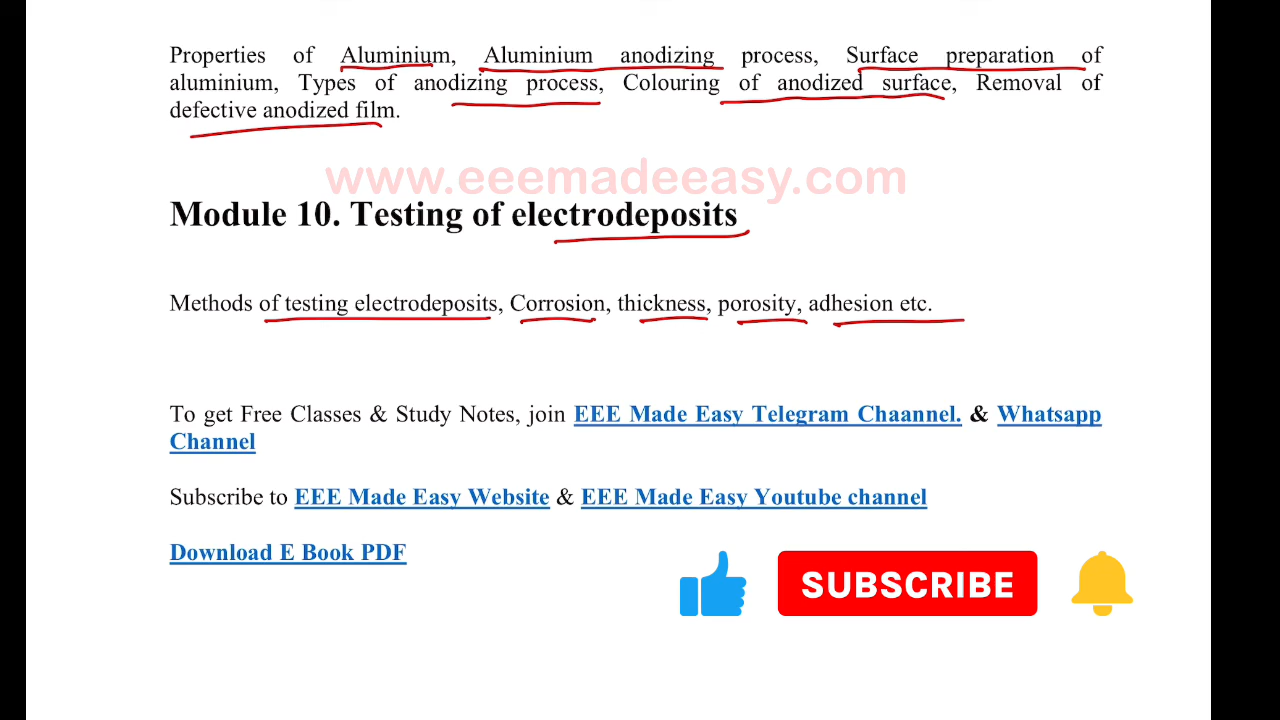 Properties of Aluminium, Aluminium anodizing process, Surface preparation of
aluminium, Types of anodizing process, Colouring of anodized surface, Removal of
defective anodized film.
www.eeemadeeasy.com
Module 10. Testing of electrodeposits
Methods of testing electrodeposits, Corrosion, thickness, porosity, adhesion etc.
To get Free Classes & Study Notes, join EEE Made Easy Telegram Chaannel. & Whatsapp
Channel
Subscribe to EEE Made Easy Website & EEE Made Easy Youtube channel
Download E Book PDF
SUBSCRIBE